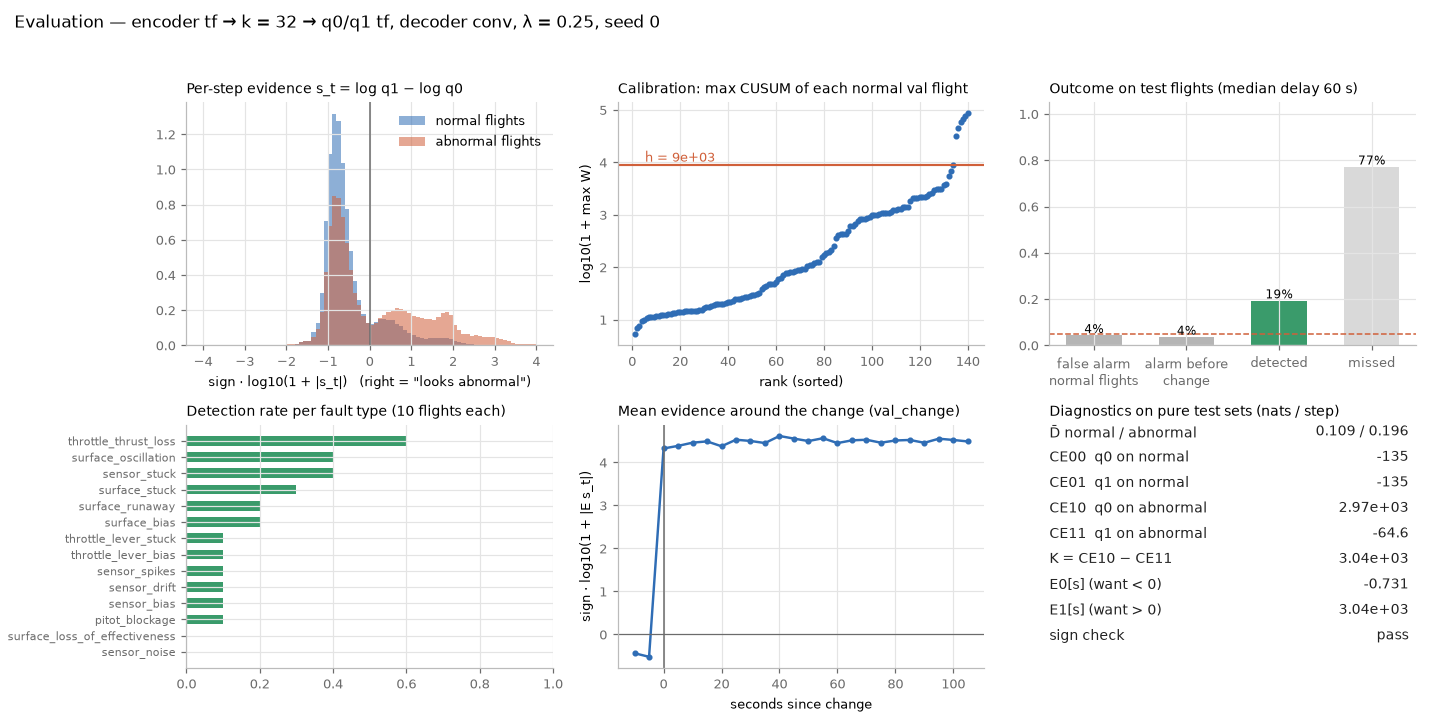 Evaluation — encoder tf → k = 32 → q0/q1 tf, decoder conv, λ = 0.25, seed 0
Per-step evidence s_t = log q1 − log q0
normal flights
abnormal flights
1.2
1.0
0.8
0.6
0.4
0.2
0.0
−4
−3
−2
−1
0
1
2
3
4
sign · log10(1 + |s_t|)   (right = "looks abnormal")
Calibration: max CUSUM of each normal val flight
log10(1 + max W)
h = 9e+03
5
4
3
2
1
0
20
40
60
80
100
120
140
rank (sorted)
Outcome on test flights (median delay 60 s)
1.0
0.8
0.6
0.4
0.2
0.0
4%
4%
19%
77%
false alarm
normal flights
alarm before
change
detected
missed
Detection rate per fault type (10 flights each)
throttle_thrust_loss
surface_oscillation
sensor_stuck
surface_stuck
surface_runaway
surface_bias
throttle_lever_stuck
throttle_lever_bias
sensor_spikes
sensor_drift
sensor_bias
pitot_blockage
surface_loss_of_effectiveness
sensor_noise
0.0
0.2
0.4
0.6
0.8
1.0
Mean evidence around the change (val_change)
sign · log10(1 + |E s_t|)
4
3
2
1
0
0
20
40
60
80
100
seconds since change
Diagnostics on pure test sets (nats / step)
D̄ normal / abnormal 0.109 / 0.196
CE00  q0 on normal -135
CE01  q1 on normal -135
CE10  q0 on abnormal 2.97e+03
CE11  q1 on abnormal -64.6
K = CE10 − CE11 3.04e+03
E0[s] (want < 0) -0.731
E1[s] (want > 0) 3.04e+03
sign check pass